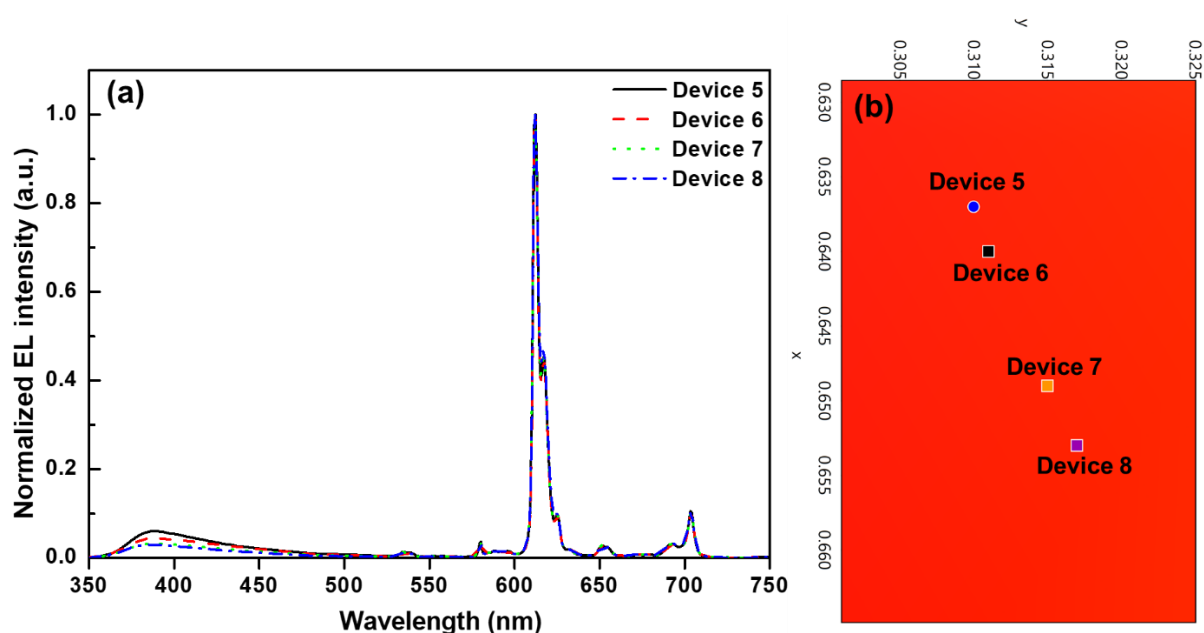 (a)
Device 5
Device 6
Device 7
Device 8
Normalized EL intensity (a.u.)
1.0
0.8
0.6
0.4
0.2
0.0
350 400 450 500 550 600 650 700 750
Wavelength (nm)
y
0.305 0.310 0.315 0.320 0.325
(b)
x
0.630
0.635
0.640
0.645
0.650
0.655
0.660
Device 5
Device 6
Device 7
Device 8